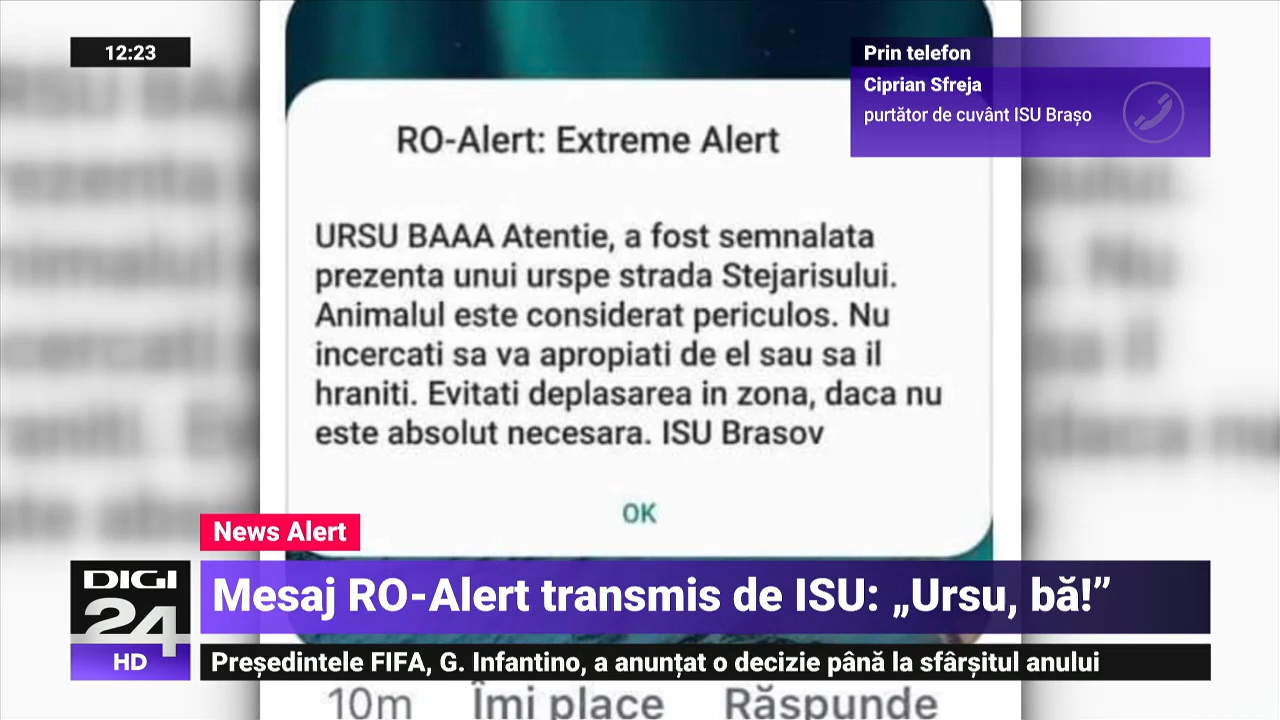 12:23
Prin telefon
Ciprian Sfreja
purtător de cuvânt ISU Brașo
RO-Alert: Extreme Alert
URSU BAAA Atentie, a fost semnalata
prezenta unui urspe strada Stejarisului.
Animalul este considerat periculos. Nu
incercati sa va apropiati de el sau sa il
hraniti. Evitati deplasarea in zona, daca nu
este absolut necesara. ISU Brasov
OK
News Alert
DIGI
24
HD
Mesaj RO-Alert transmis de ISU: „Ursu, bă!”
Președintele FIFA, G. Infantino, a anunțat o decizie până la sfârșitul anului
10m Îmi place Răspunde